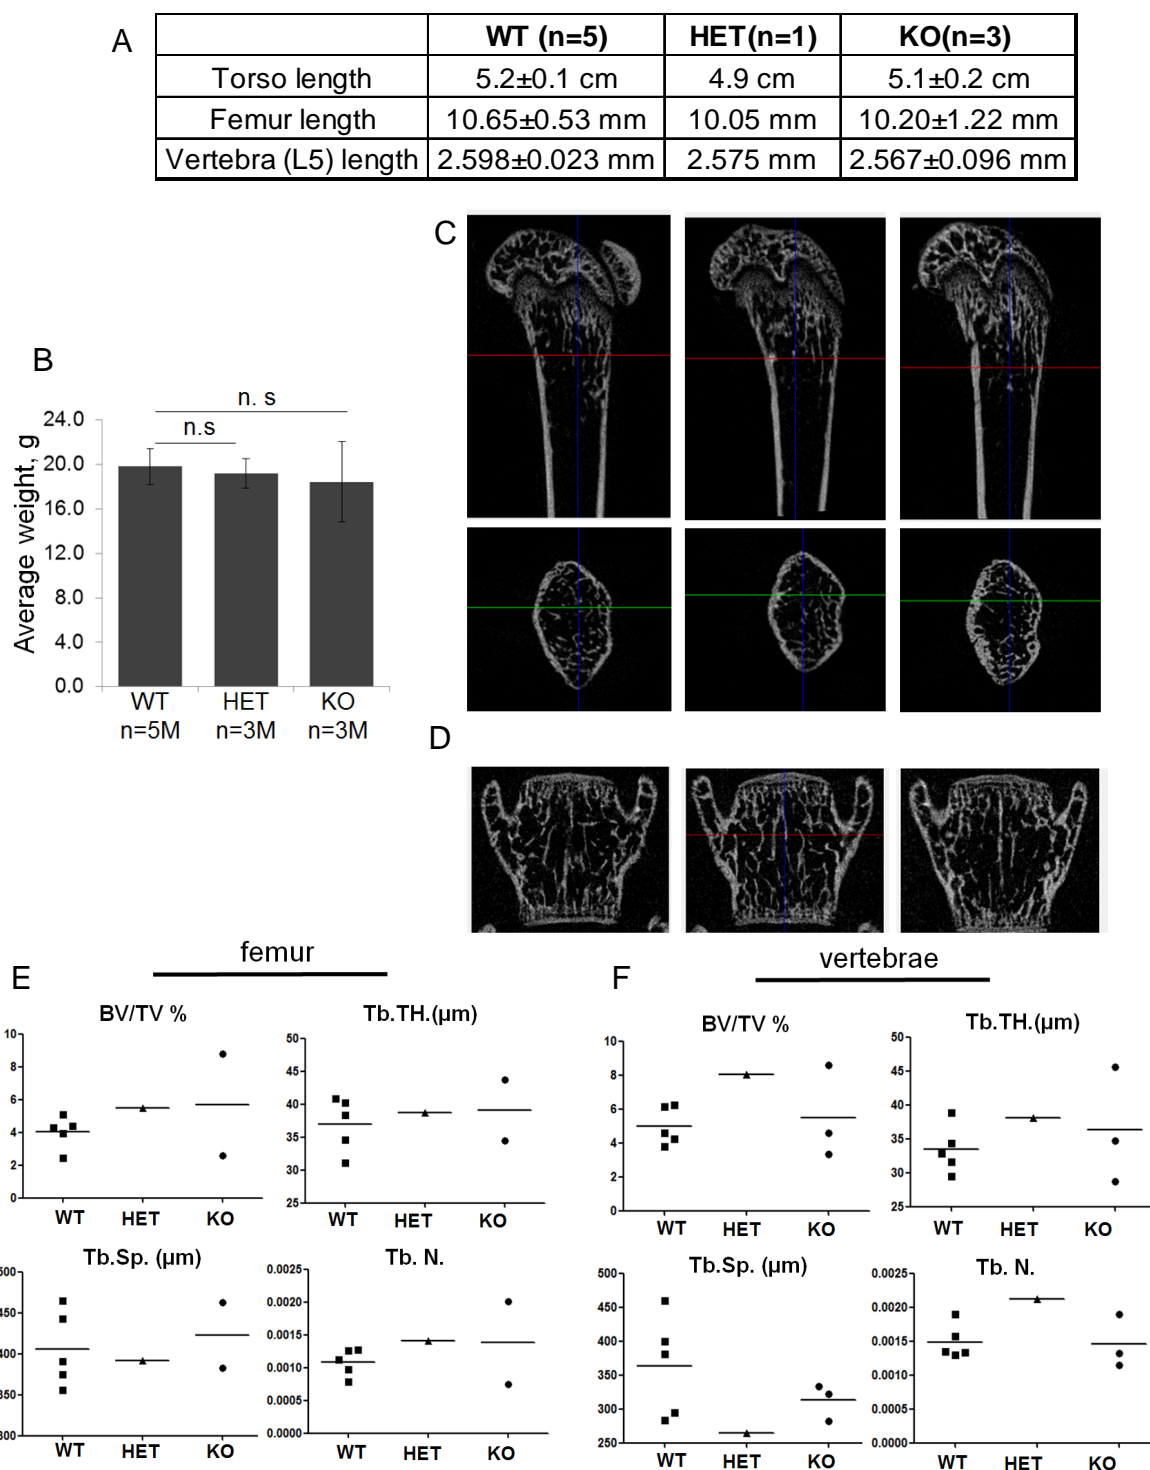 A
WT (n=5) HET(n=1) KO(n=3)
Torso length 5.2±0.1 cm 4.9 cm 5.1±0.2 cm
Femur length 10.65±0.53 mm 10.05 mm 10.20±1.22 mm
Vertebra (L5) length 2.598±0.023 mm 2.575 mm 2.567±0.096 mm
C
B
n. s
n.s
Average weight, g
24.0
20.0
16.0
12.0
8.0
4.0
0.0
WT HET KO
n=5M n=3M n=3M
D
femur
E
BV/TV %
10
8
6
4
2
0
WT HET KO
Tb.TH.(µm)
50
45
40
35
30
25
WT HET KO
Tb.Sp. (µm)
500
450
400
350
300
WT HET KO
Tb. N.
0.0025
0.0020
0.0015
0.0010
0.0005
0.0000
WT HET KO
vertebrae
F
BV/TV %
10
8
6
4
2
0
WT HET KO
Tb.TH.(µm)
50
45
40
35
30
25
WT HET KO
Tb.Sp. (µm)
500
450
400
350
300
250
WT HET KO
Tb. N.
0.0025
0.0020
0.0015
0.0010
0.0005
0.0000
WT HET KO